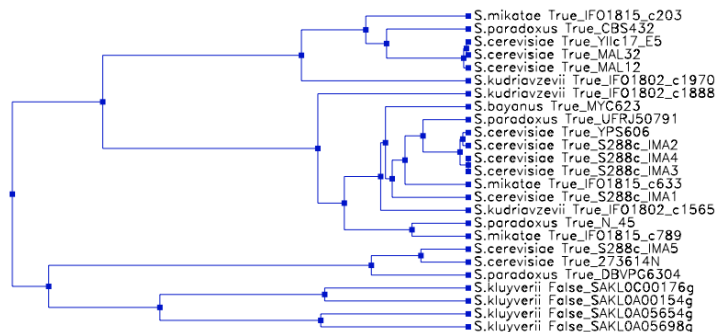 S.mikatae True_IFO1815_c203
S.paradoxus True_CBS432
S.cerevisiae True_YIIc17_E5
S.cerevisiae True_MAL32
S.cerevisiae True_MAL12
S.kudriavzevii True_IFO1802_c1970
S.kudriavzevii True_IFO1802_c1888
S.bayanus True_MYC623
S.paradoxus True_UFRJ50791
S.cerevisiae True_YPS606
S.cerevisiae True_S288c_IMA2
S.cerevisiae True_S288c_IMA4
S.cerevisiae True_S288c_IMA3
S.mikatae True_IFO1815_c633
S.cerevisiae True_S288c_IMA1
S.kudriavzevii True_IFO1802_c1565
S.paradoxus True_N_45
S.mikatae True_IFO1815_c789
S.cerevisiae True_S288c_IMA5
S.cerevisiae True_273614N
S.paradoxus True_DBVPG6304
S.kluyverii False_SAKL0C00176g
S.kluyverii False_SAKL0A00154g
S.kluyverii False_SAKL0A05654g
S.kluyverii False_SAKL0A05698g